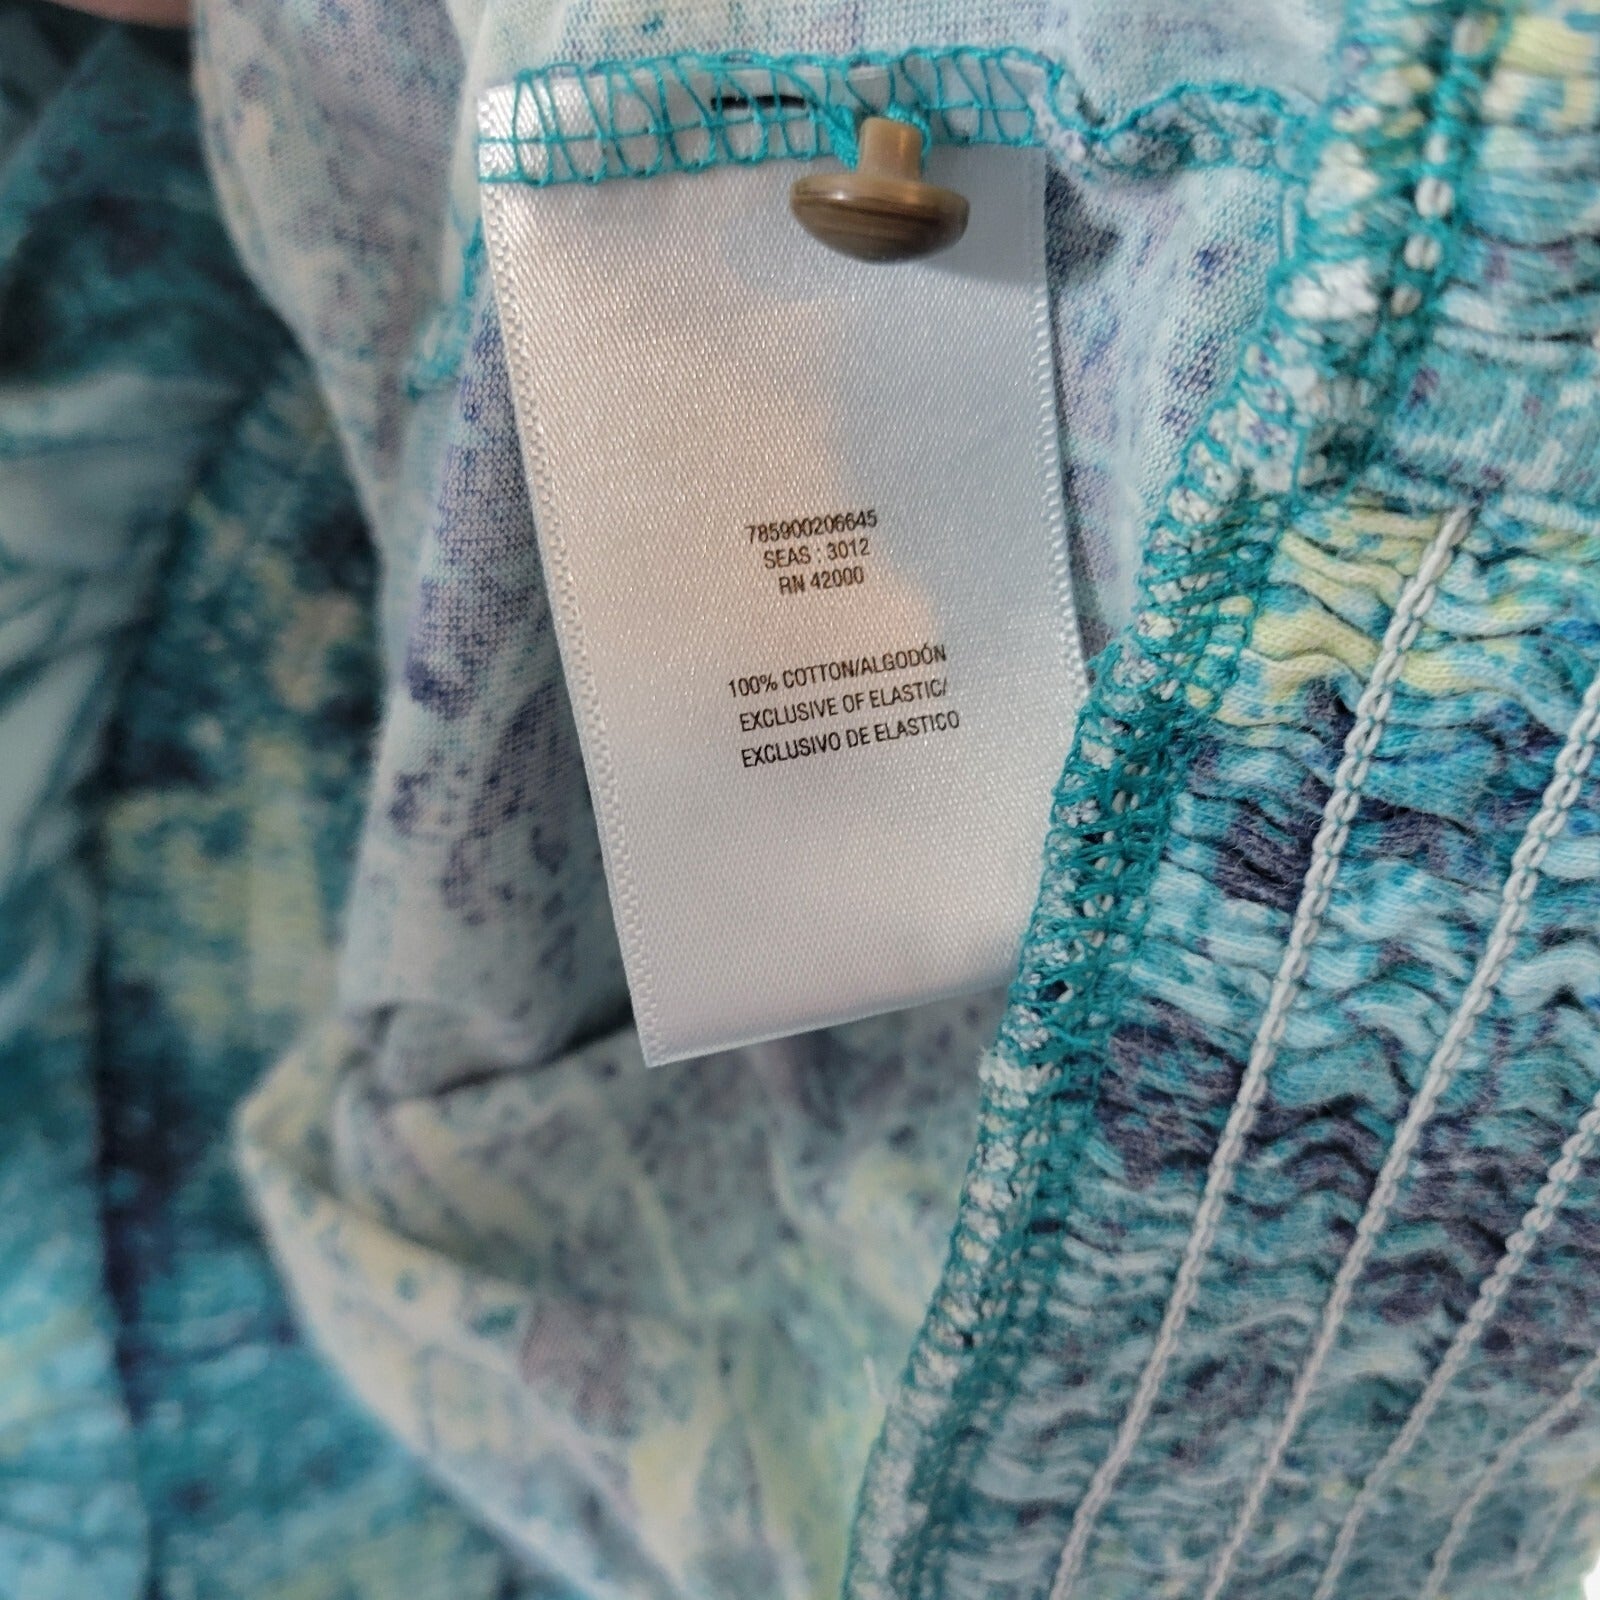 785900206645
SEAS : 3012
RN 42000
100% COTTON/ALGODÓN
EXCLUSIVE OF ELASTIC/
EXCLUSIVO DE ELASTICO